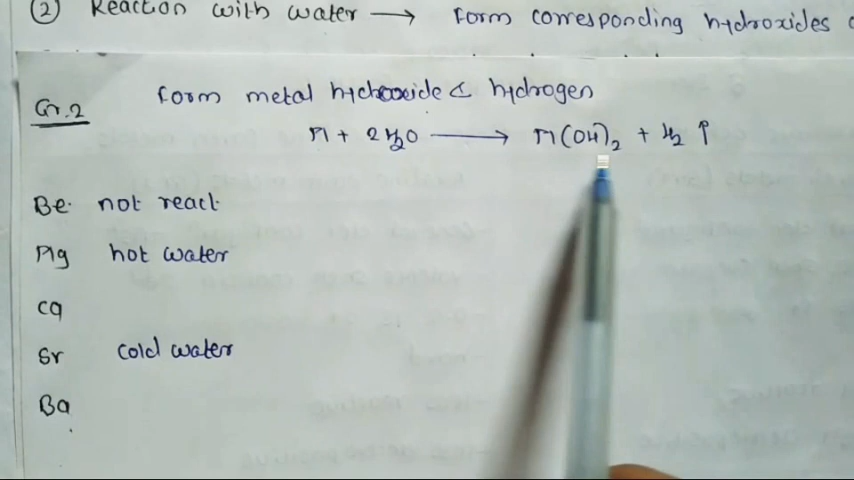 ② Reaction with water → Form corresponding hydroxides
Gr.2 Form metal hydroxide & hydrogen
M + 2H₂O → M(OH)₂ + H₂ ↑
Be not react
Mg hot water
Ca
Sr cold water
Ba